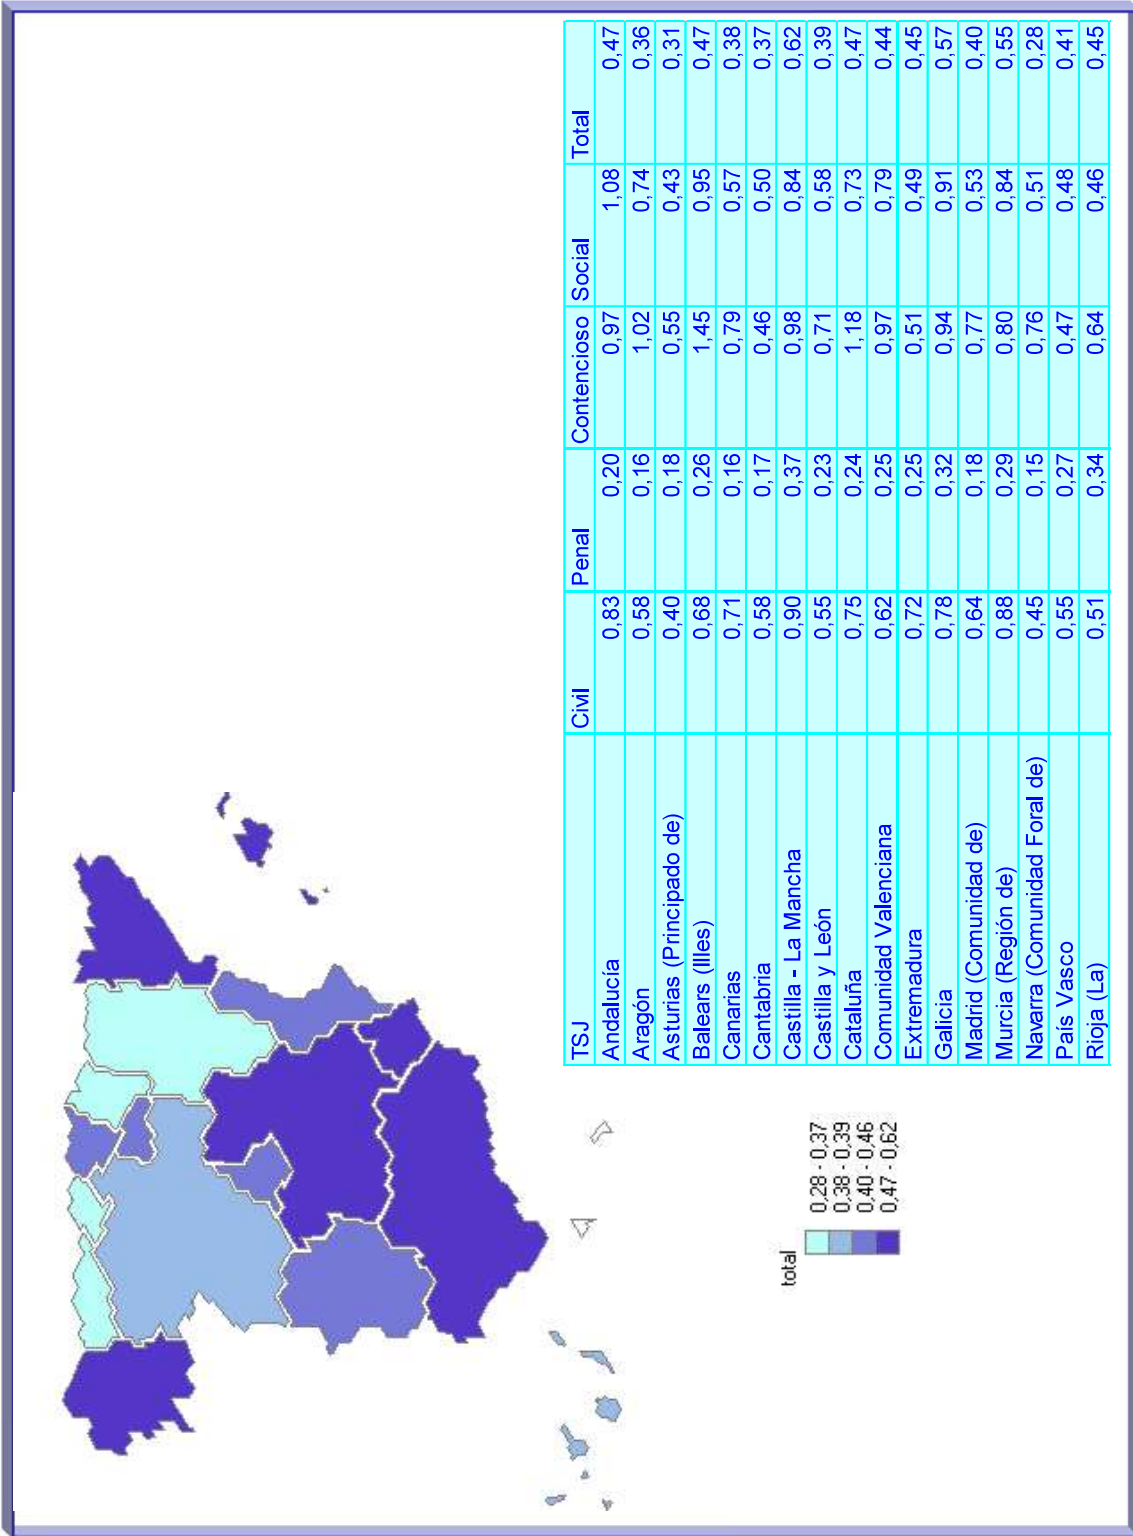 TSJ Civil Penal Contencioso Social Total
Andalucía 0,83 0,20 0,97 1,08 0,47
Aragón 0,58 0,16 1,02 0,74 0,36
Asturias (Principado de) 0,40 0,18 0,55 0,43 0,31
Balears (Illes) 0,68 0,26 1,45 0,95 0,47
Canarias 0,71 0,16 0,79 0,57 0,38
Cantabria 0,58 0,17 0,46 0,50 0,37
Castilla - La Mancha 0,90 0,37 0,98 0,84 0,62
Castilla y León 0,55 0,23 0,71 0,58 0,39
Cataluña 0,75 0,24 1,18 0,73 0,47
Comunidad Valenciana 0,62 0,25 0,97 0,79 0,44
Extremadura 0,72 0,25 0,51 0,49 0,45
Galicia 0,78 0,32 0,94 0,91 0,57
Madrid (Comunidad de) 0,64 0,18 0,77 0,53 0,40
Murcia (Región de) 0,88 0,29 0,80 0,84 0,55
Navarra (Comunidad Foral de) 0,45 0,15 0,76 0,51 0,28
País Vasco 0,55 0,27 0,47 0,48 0,41
Rioja (La) 0,51 0,34 0,64 0,46 0,45
total
0,28 - 0,37
0,38 - 0,39
0,40 - 0,46
0,47 - 0,62